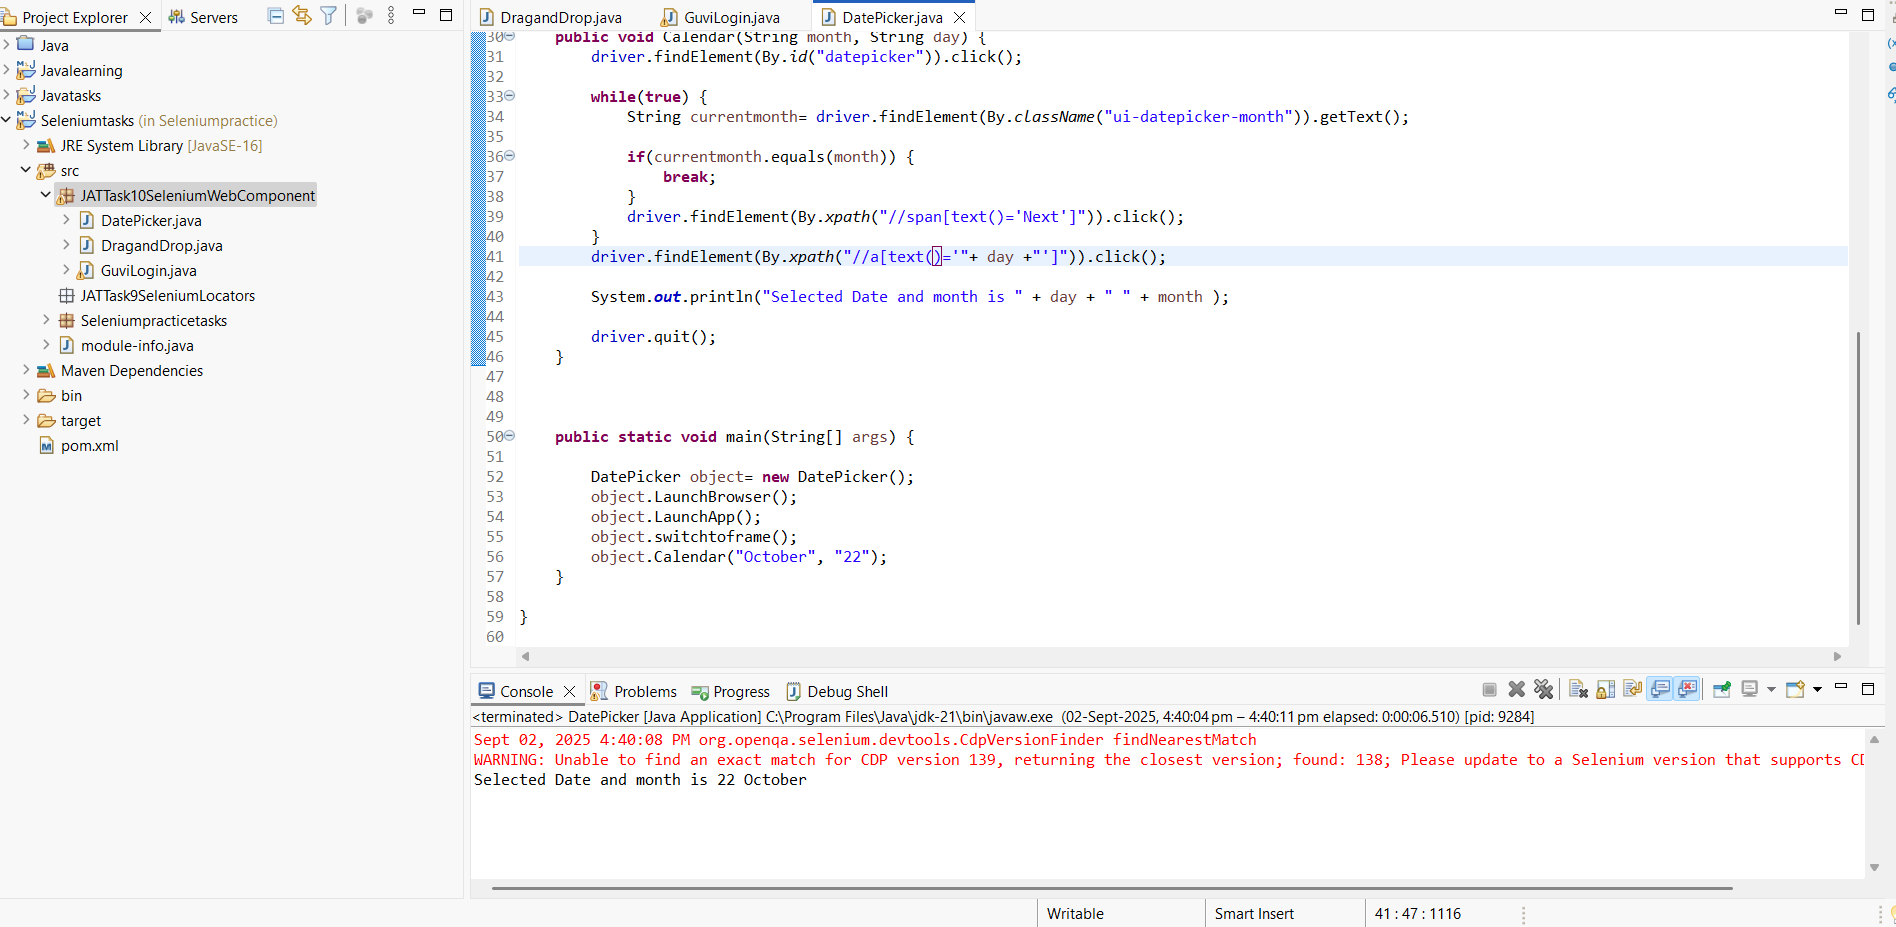 Project Explorer
Servers
Java
Javalearning
Javatasks
Seleniumtasks (in Seleniumpractice)
JRE System Library [JavaSE-16]
src
JATTask10SeleniumWebComponent
DatePicker.java
DragandDrop.java
GuviLogin.java
JATTask9SeleniumLocators
Seleniumpracticetasks
module-info.java
Maven Dependencies
bin
target
pom.xml
DragandDrop.java
GuviLogin.java
DatePicker.java
30 public void Calendar(String month, String day) {
31 driver.findElement(By.id("datepicker")).click();
32
33 while(true) {
34 String currentmonth= driver.findElement(By.className("ui-datepicker-month")).getText();
35
36 if(currentmonth.equals(month)) {
37 break;
38 }
39 driver.findElement(By.xpath("//span[text()='Next']")).click();
40 }
41 driver.findElement(By.xpath("//a[text()='"+ day +"']")).click();
42
43 System.out.println("Selected Date and month is " + day + " " + month );
44
45 driver.quit();
46 }
47
48
49
50 public static void main(String[] args) {
51
52 DatePicker object= new DatePicker();
53 object.LaunchBrowser();
54 object.LaunchApp();
55 object.switchtoframe();
56 object.Calendar("October", "22");
57 }
58
59 }
60
Console
Problems
Progress
Debug Shell
<terminated> DatePicker [Java Application] C:\Program Files\Java\jdk-21\bin\javaw.exe (02-Sept-2025, 4:40:04 pm – 4:40:11 pm elapsed: 0:00:06.510) [pid: 9284]
Sept 02, 2025 4:40:08 PM org.openqa.selenium.devtools.CdpVersionFinder findNearestMatch
WARNING: Unable to find an exact match for CDP version 139, returning the closest version; found: 138; Please update to a Selenium version that supports CD
Selected Date and month is 22 October
Writable
Smart Insert
41 : 47 : 1116